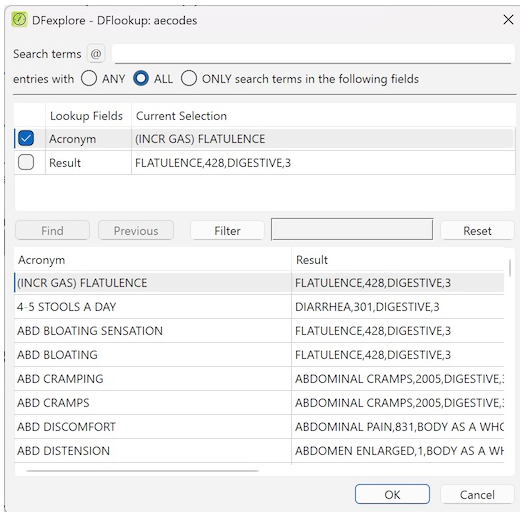 DFexplore - DFlookup: aecodes
Search terms @
entries with ANY ALL ONLY search terms in the following fields
Lookup Fields Current Selection
Acronym (INCR GAS) FLATULENCE
Result FLATULENCE,428,DIGESTIVE,3
Find Previous Filter Reset
Acronym Result
(INCR GAS) FLATULENCE FLATULENCE,428,DIGESTIVE,3
4-5 STOOLS A DAY DIARRHEA,301,DIGESTIVE,3
ABD BLOATING SENSATION FLATULENCE,428,DIGESTIVE,3
ABD BLOATING FLATULENCE,428,DIGESTIVE,3
ABD CRAMPING ABDOMINAL CRAMPS,2005,DIGESTIVE,3
ABD CRAMPS ABDOMINAL CRAMPS,2005,DIGESTIVE,3
ABD DISCOMFORT ABDOMINAL PAIN,831,BODY AS A WHO
ABD DISTENSION ABDOMEN ENLARGED,1,BODY AS A WH
OK Cancel